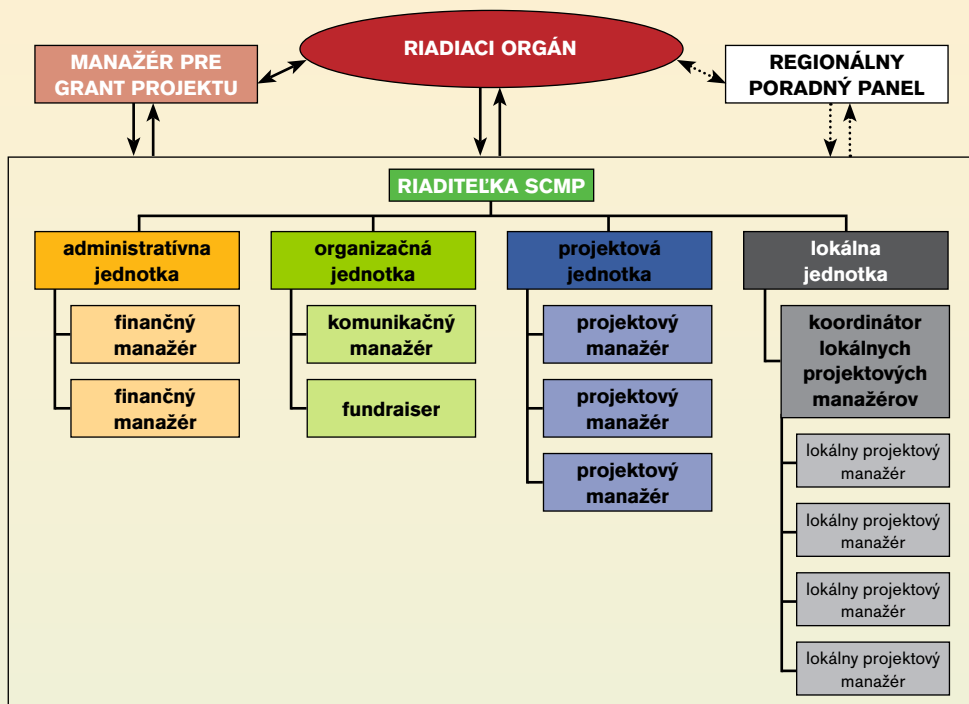 RIADIACI ORGÁN
MANAŽÉR PRE
GRANT PROJEKTU
REGIONÁLNY
PORADNÝ PANEL
RIADITEĽKA SCMP
administratívna
jednotka
finančný
manažér
finančný
manažér
organizačná
jednotka
komunikačný
manažér
fundraiser
projektová
jednotka
projektový
manažér
projektový
manažér
projektový
manažér
lokálna
jednotka
koordinátor
lokálnych
projektových
manažérov
lokálny projektový
manažér
lokálny projektový
manažér
lokálny projektový
manažér
lokálny projektový
manažér